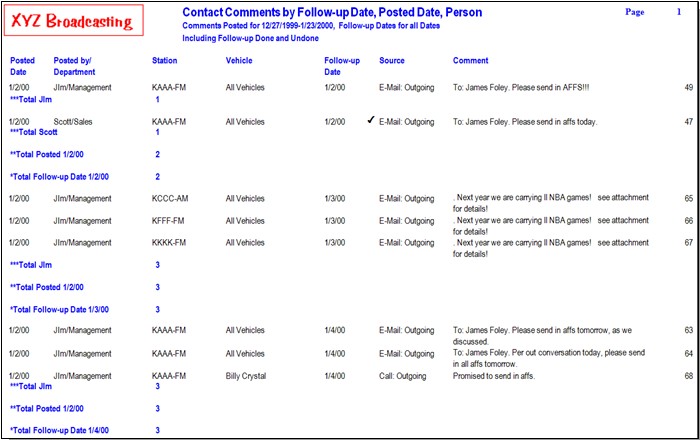 XYZ Broadcasting
Contact Comments by Follow-up Date, Posted Date, Person Page 1
Comments Posted for 12/27/1999-1/23/2000, Follow-up Dates for all Dates
Including Follow-up Done and Undone
Posted Posted by/ Station Vehicle Follow-up Source Comment
Date Department Date
1/2/00 JIm/Management KAAA-FM All Vehicles 1/2/00 E-Mail: Outgoing To: James Foley. Please send in AFFS!!! 49
***Total JIm 1
1/2/00 Scott/Sales KAAA-FM All Vehicles 1/2/00 ✓ E-Mail: Outgoing To: James Foley. Please send in affs today. 47
***Total Scott 1
**Total Posted 1/2/00 2
*Total Follow-up Date 1/2/00 2
1/2/00 JIm/Management KCCC-AM All Vehicles 1/3/00 E-Mail: Outgoing . Next year we are carrying ll NBA games! see attachment 65
for details!
1/2/00 JIm/Management KFFF-FM All Vehicles 1/3/00 E-Mail: Outgoing . Next year we are carrying ll NBA games! see attachment 66
for details!
1/2/00 JIm/Management KKKK-FM All Vehicles 1/3/00 E-Mail: Outgoing . Next year we are carrying ll NBA games! see attachment 67
for details!
***Total JIm 3
**Total Posted 1/2/00 3
*Total Follow-up Date 1/3/00 3
1/2/00 JIm/Management KAAA-FM All Vehicles 1/4/00 E-Mail: Outgoing To: James Foley. Please send in affs tomorrow, as we 63
discussed.
1/2/00 JIm/Management KAAA-FM All Vehicles 1/4/00 E-Mail: Outgoing To: James Foley. Per out conversation today, please send 64
in all affs tomorrow.
1/2/00 JIm/Management KAAA-FM Billy Crystal 1/4/00 Call: Outgoing Promised to send in affs. 68
***Total JIm 3
**Total Posted 1/2/00 3
*Total Follow-up Date 1/4/00 3